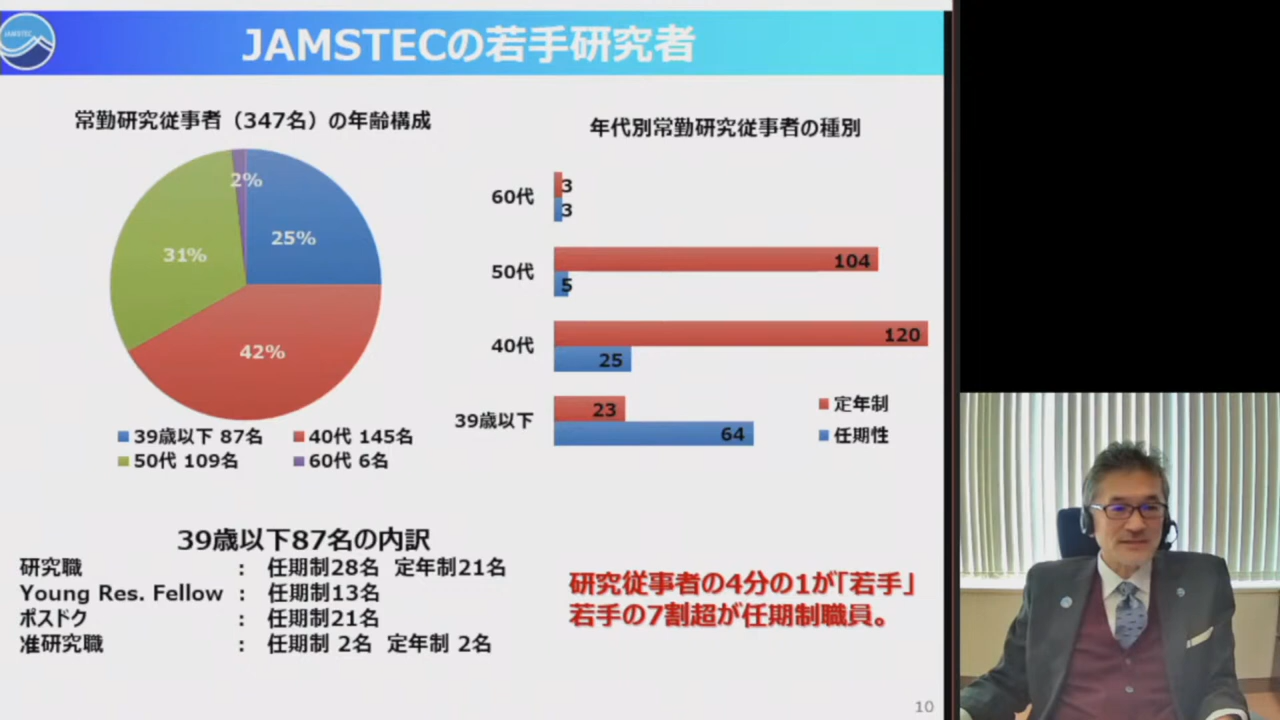 JAMSTEC
JAMSTECの若手研究者
常勤研究従事者（347名）の年齢構成
2%
25%
31%
42%
39歳以下 87名
40代 145名
50代 109名
60代 6名
年代別常勤研究従事者の種別
60代
3
3
50代
104
5
40代
120
25
39歳以下
23
64
定年制
任期性
39歳以下87名の内訳
研究職 : 任期制28名 定年制21名
Young Res. Fellow : 任期制13名
ポスドク : 任期制21名
准研究職 : 任期制 2名 定年制 2名
研究従事者の4分の1が「若手」
若手の7割超が任期制職員。
10